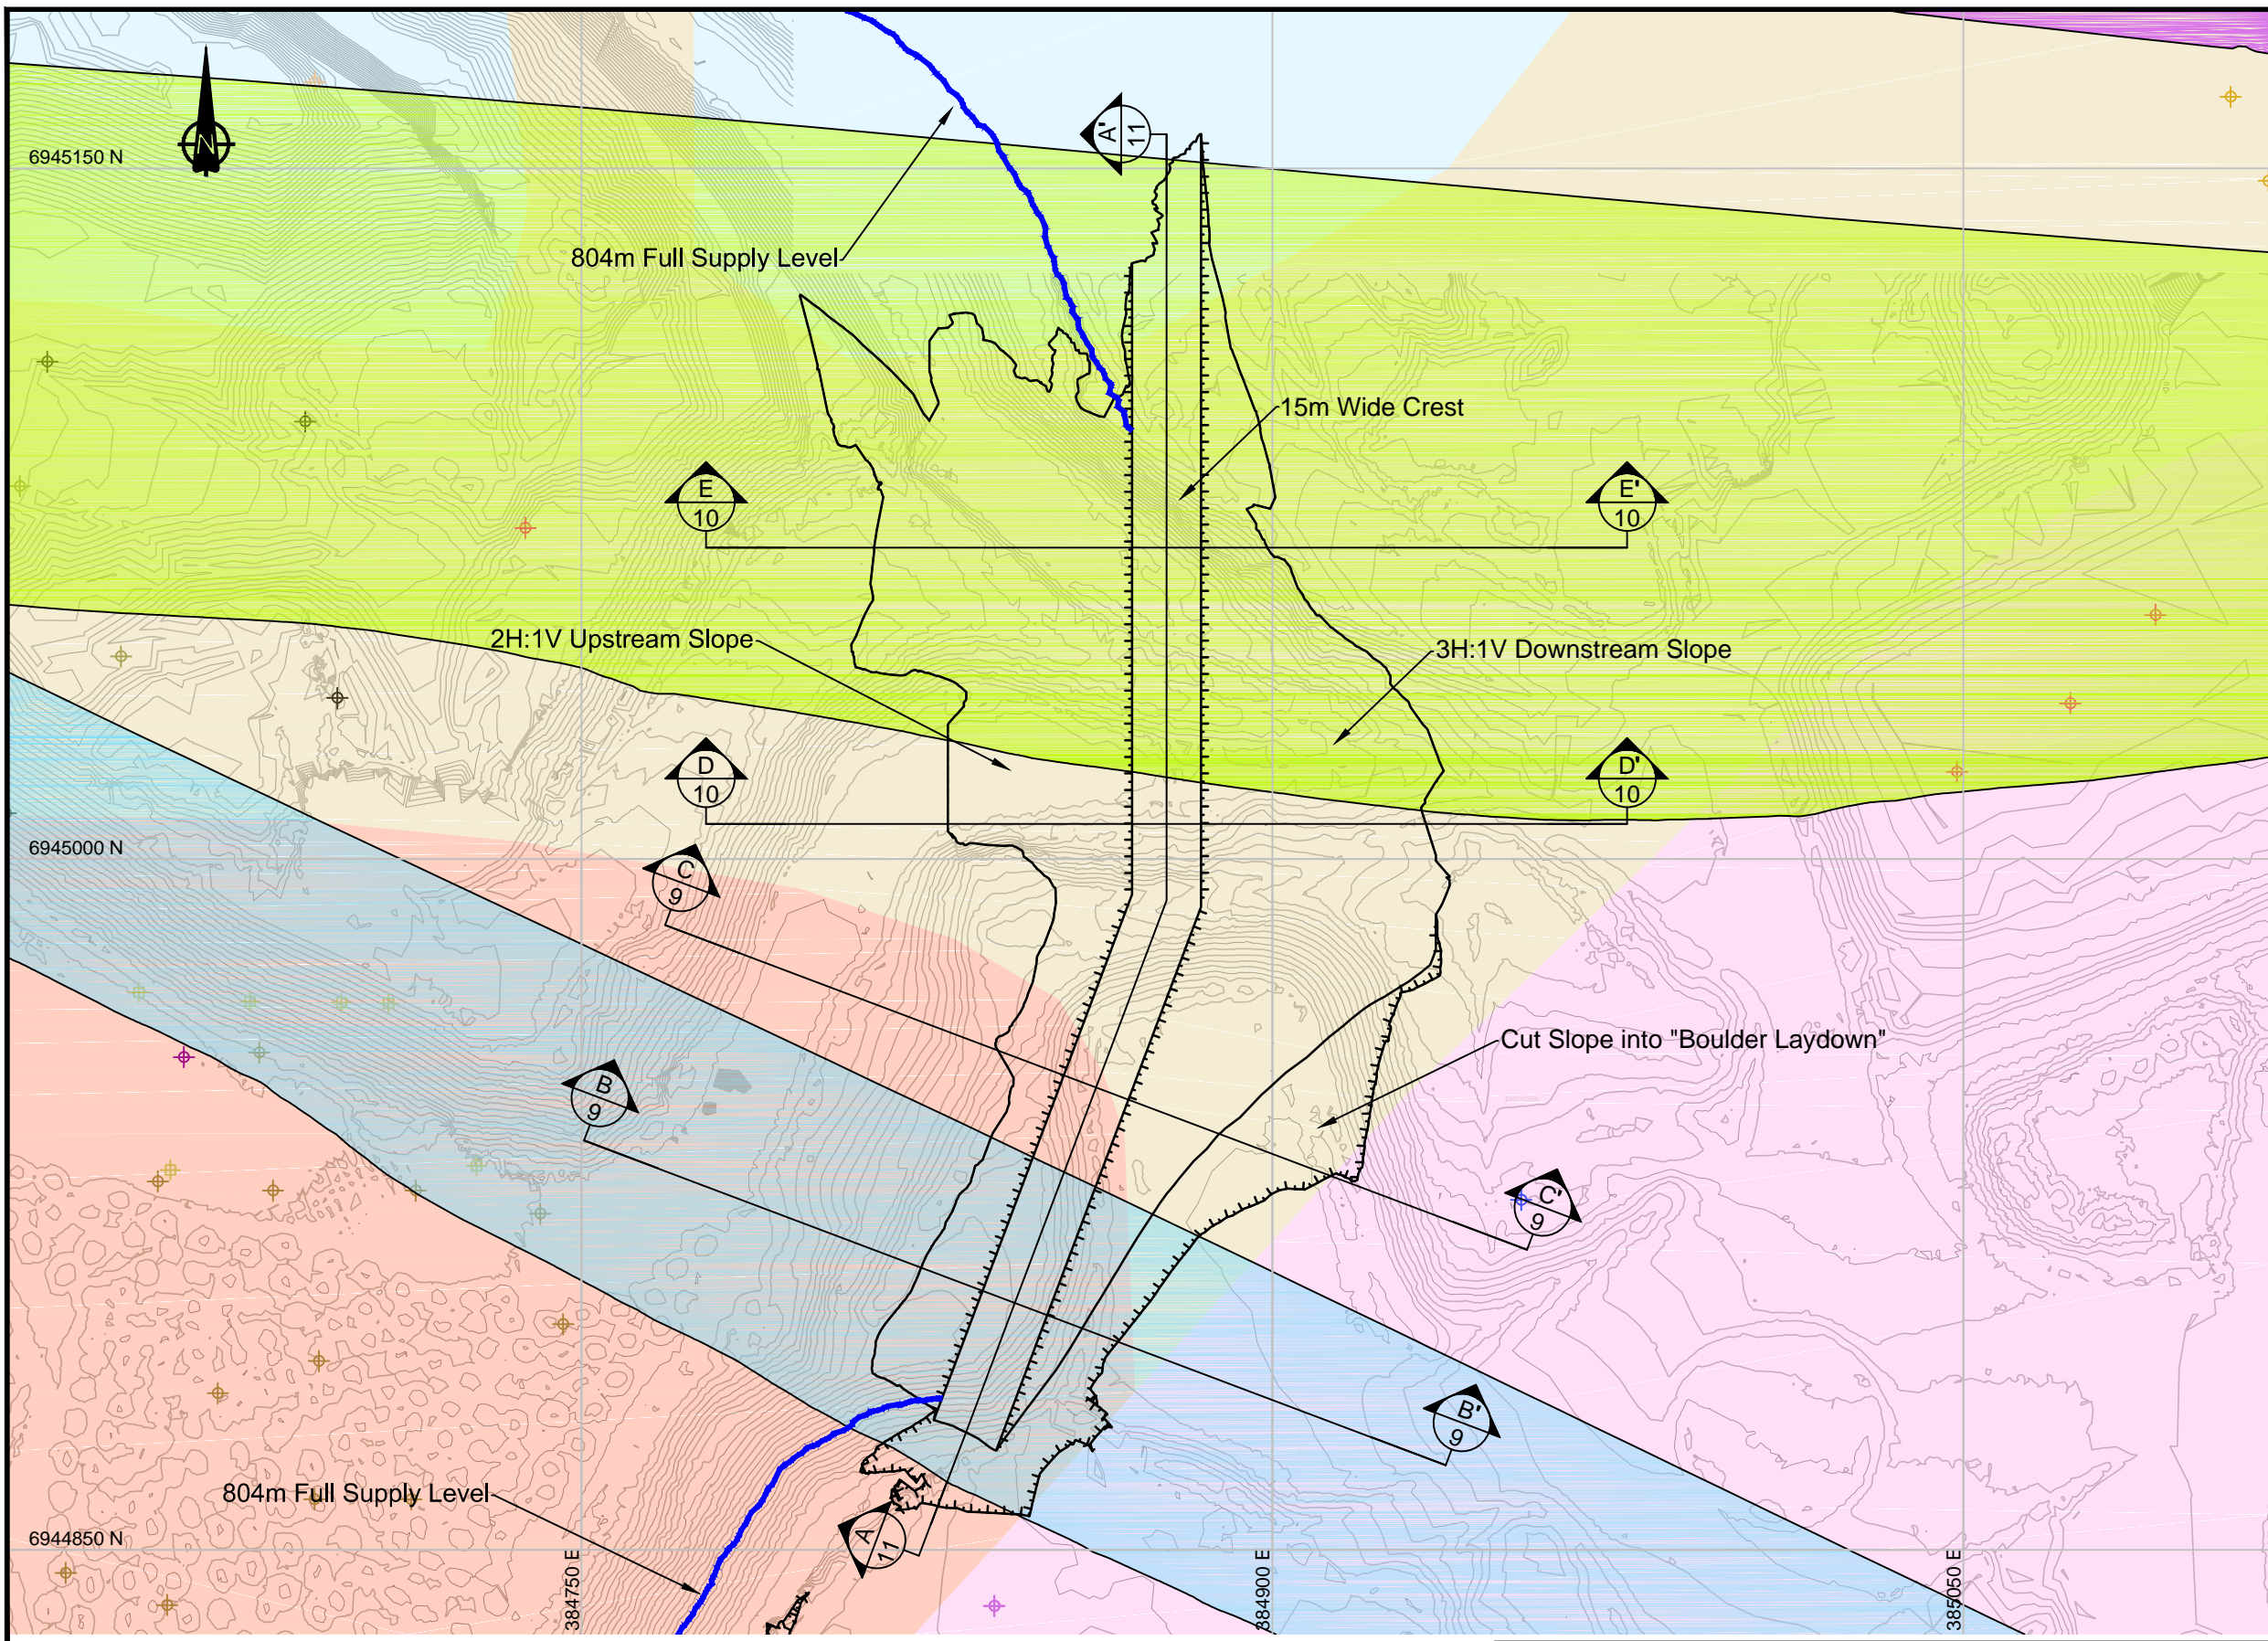 A'
11
N
6945150 N
804m Full Supply Level
15m Wide Crest
E
10
E'
10
2H:1V Upstream Slope
3H:1V Downstream Slope
D
10
D'
10
6945000 N
C
9
Cut Slope into "Boulder Laydown"
B
9
C'
9
B'
9
804m Full Supply Level
A
11
6944850 N
384750 E
384900 E
385050 E